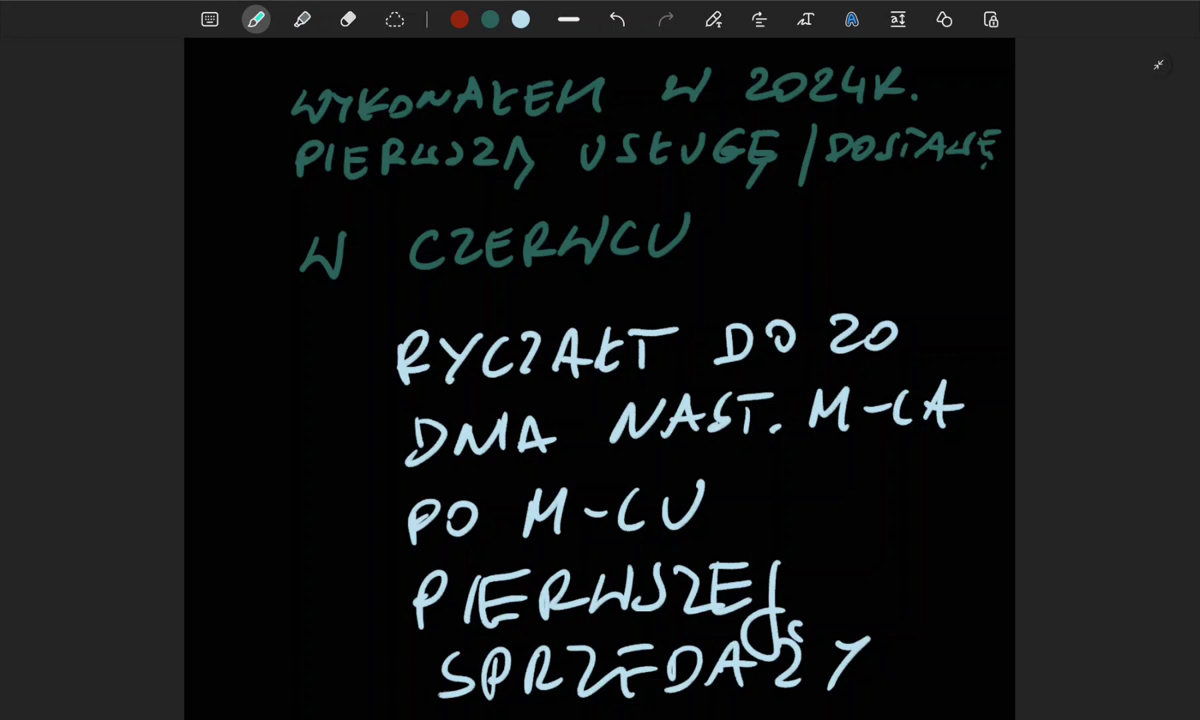 WYKONAŁEM W 2024R.
PIERWSZĄ USŁUGĘ/DOSTAWĘ
W CZERWCU
RYCZAŁT DO 20
DNIA NAST. M-CA
PO M-CU
PIERWSZEJ
SPRZEDAŻY